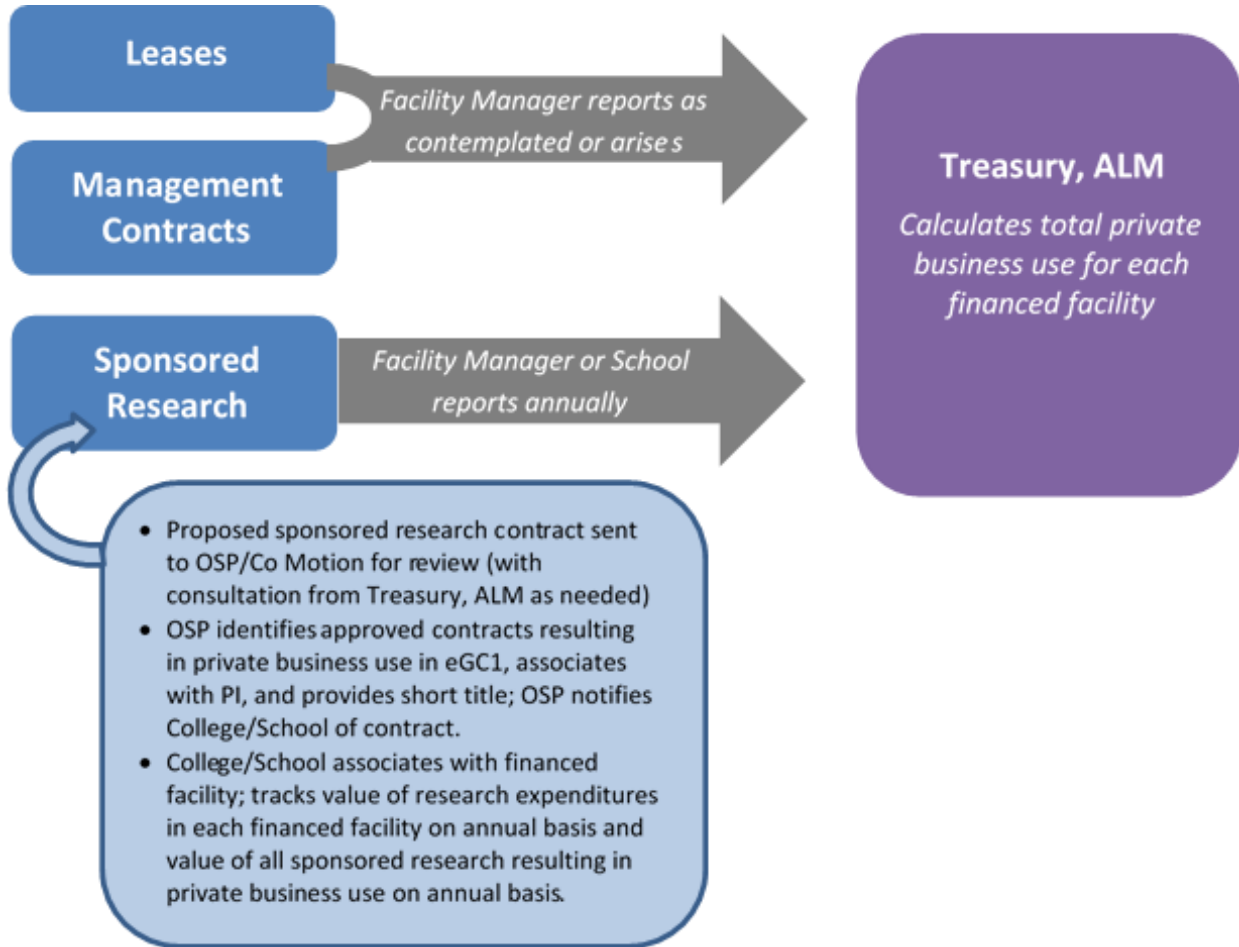 Leases
Facility Manager reports as
contemplated or arises
Management
Contracts
Treasury, ALM
Calculates total private
business use for each
financed facility
Sponsored
Research
Facility Manager or School
reports annually
• Proposed sponsored research contract sent
to OSP/Co Motion for review (with
consultation from Treasury, ALM as needed)
• OSP identifies approved contracts resulting
in private business use in eGC1, associates
with PI, and provides short title; OSP notifies
College/School of contract.
• College/School associates with financed
facility; tracks value of research expenditures
in each financed facility on annual basis and
value of all sponsored research resulting in
private business use on annual basis.